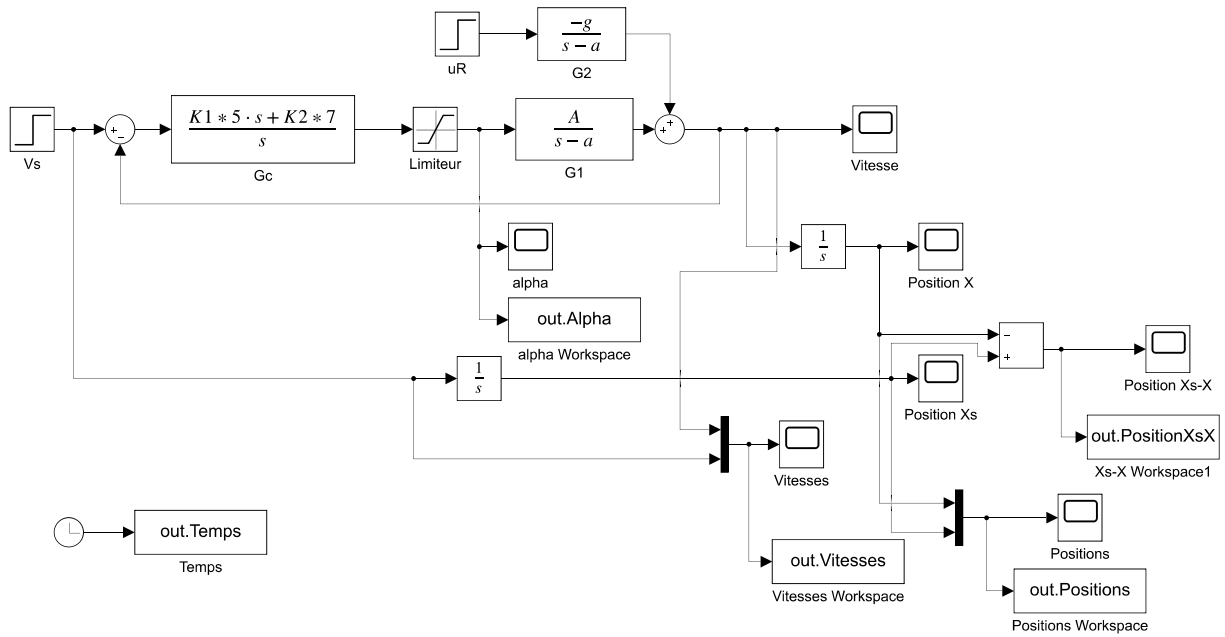 -g
s - a
uR
G2
K1 * 5 · s + K2 * 7
s
A
s - a
+
−
+
+
Vs
Gc
Limiteur
G1
Vitesse
1
s
alpha
Position X
out.Alpha
alpha Workspace
−
+
1
s
Position Xs
Position Xs-X
out.PositionXsX
Xs-X Workspace1
Vitesses
out.Temps
Temps
Positions
out.Vitesses
Vitesses Workspace
out.Positions
Positions Workspace